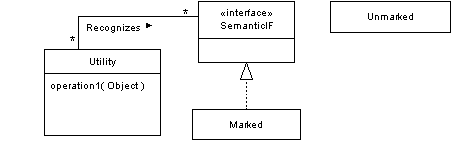 Recognizes
*
*
«interface»
SemanticIF
Unmarked
Utility
operation1( Object )
Marked